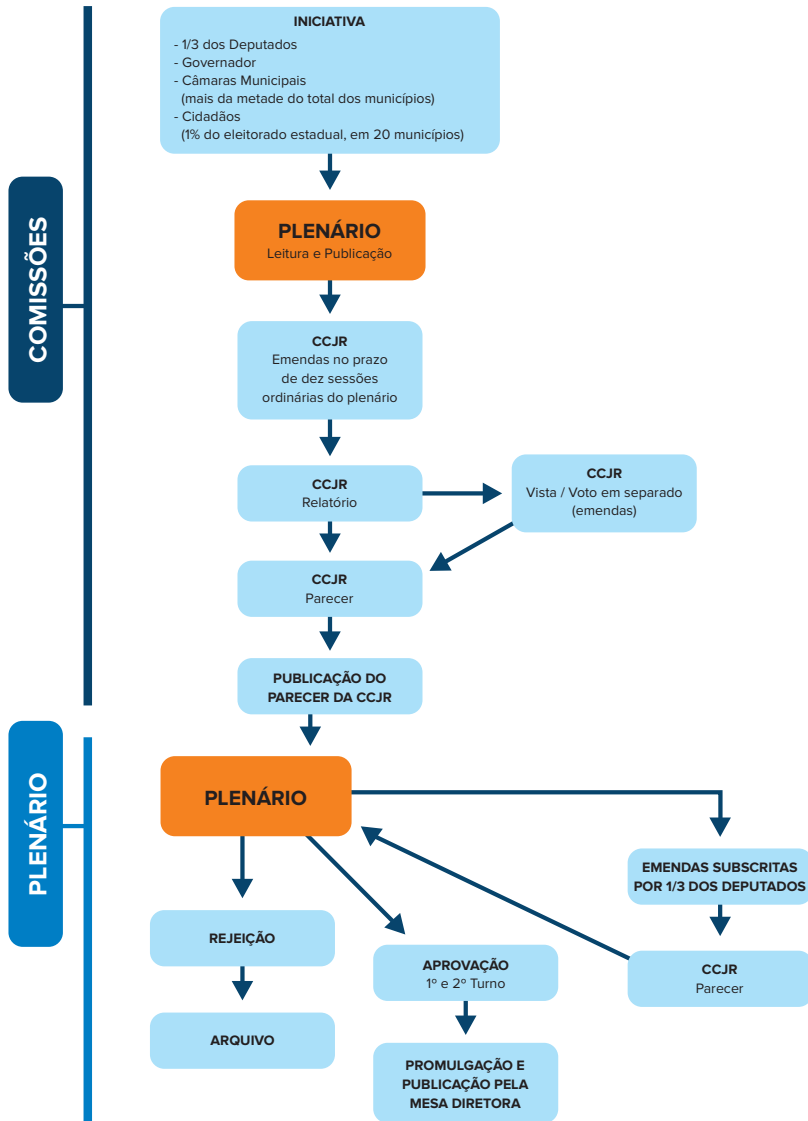 COMISSÕES
INICIATIVA
- 1/3 dos Deputados
- Governador
- Câmaras Municipais
(mais da metade do total dos municípios)
- Cidadãos
(1% do eleitorado estadual, em 20 municípios)
PLENÁRIO
Leitura e Publicação
CCJR
Emendas no prazo
de dez sessões
ordinárias do plenário
CCJR
Relatório
CCJR
Vista / Voto em separado
(emendas)
CCJR
Parecer
PUBLICAÇÃO DO
PARECER DA CCJR
PLENÁRIO
PLENÁRIO
EMENDAS SUBSCRITAS
POR 1/3 DOS DEPUTADOS
CCJR
Parecer
REJEIÇÃO
ARQUIVO
APROVAÇÃO
1º e 2º Turno
PROMULGAÇÃO E
PUBLICAÇÃO PELA
MESA DIRETORA